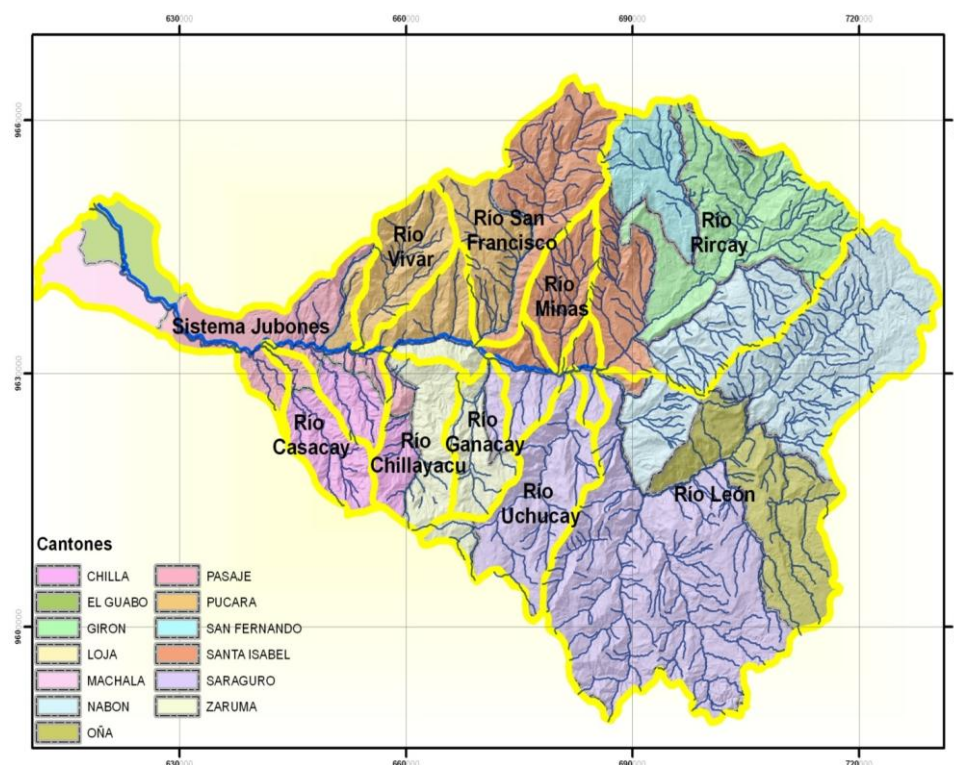 630000 660000 690000 720000
9660000
Río San
Francisco
Río
Rircay
Río
Vivar
Río
Minas
Sistema Jubones
9630000
Río
Casacay
Río
Chillayacu
Río
Ganacay
Río
Uchucay
Río León
Cantones
CHILLA
EL GUABO
GIRON
LOJA
MACHALA
NABON
OÑA
PASAJE
PUCARA
SAN FERNANDO
SANTA ISABEL
SARAGURO
ZARUMA
9600000
630000 660000 690000 720000